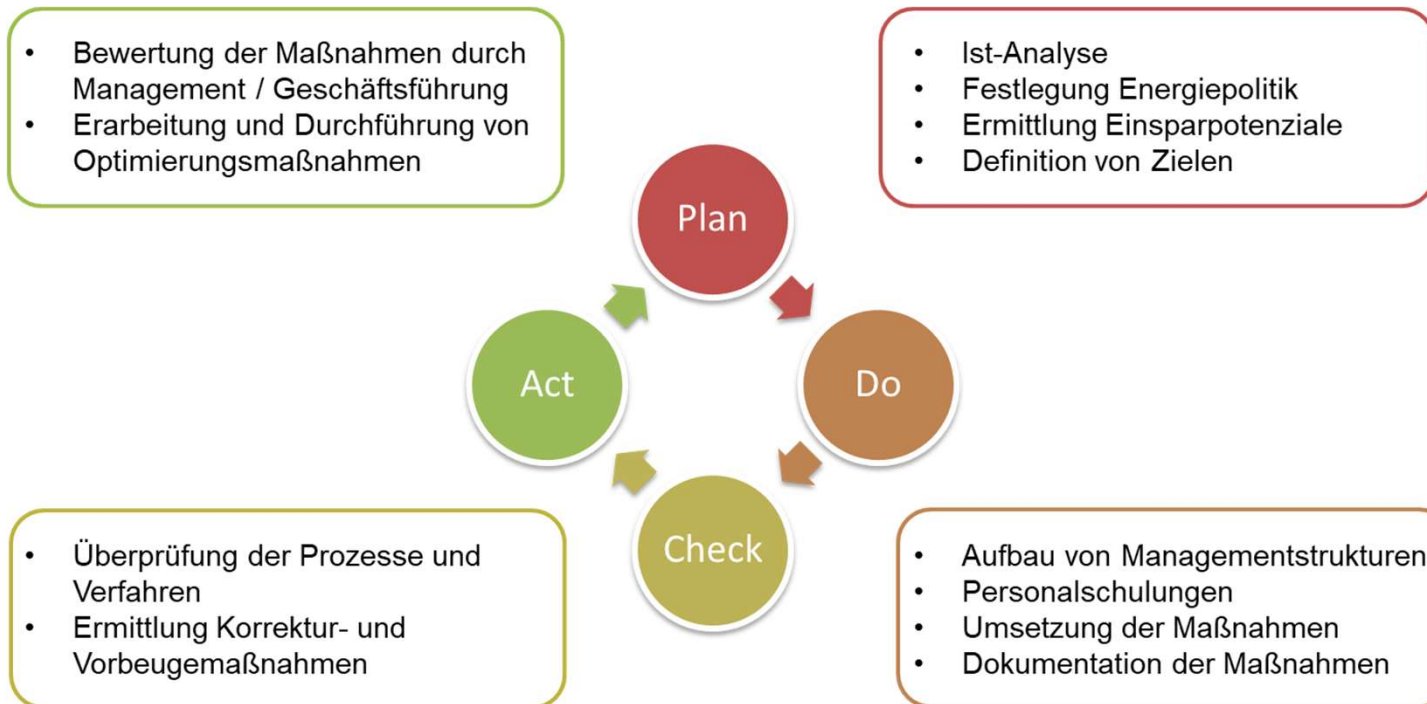 • Bewertung der Maßnahmen durch
Management / Geschäftsführung
• Erarbeitung und Durchführung von
Optimierungsmaßnahmen
• Ist-Analyse
• Festlegung Energiepolitik
• Ermittlung Einsparpotenziale
• Definition von Zielen
Plan
Act
Do
Check
• Überprüfung der Prozesse und
Verfahren
• Ermittlung Korrektur- und
Vorbeugemaßnahmen
• Aufbau von Managementstrukturen
• Personalschulungen
• Umsetzung der Maßnahmen
• Dokumentation der Maßnahmen